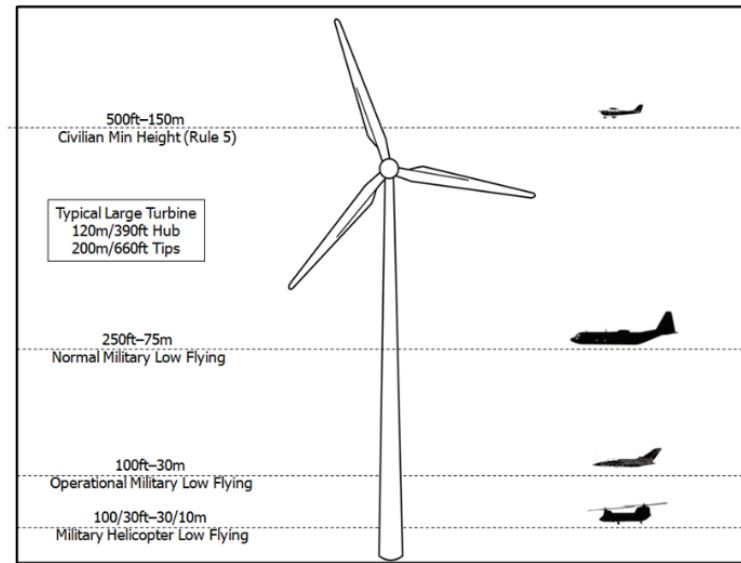 500ft–150m
Civilian Min Height (Rule 5)
Typical Large Turbine
120m/390ft Hub
200m/660ft Tips
250ft–75m
Normal Military Low Flying
100ft–30m
Operational Military Low Flying
100/30ft–30/10m
Military Helicopter Low Flying